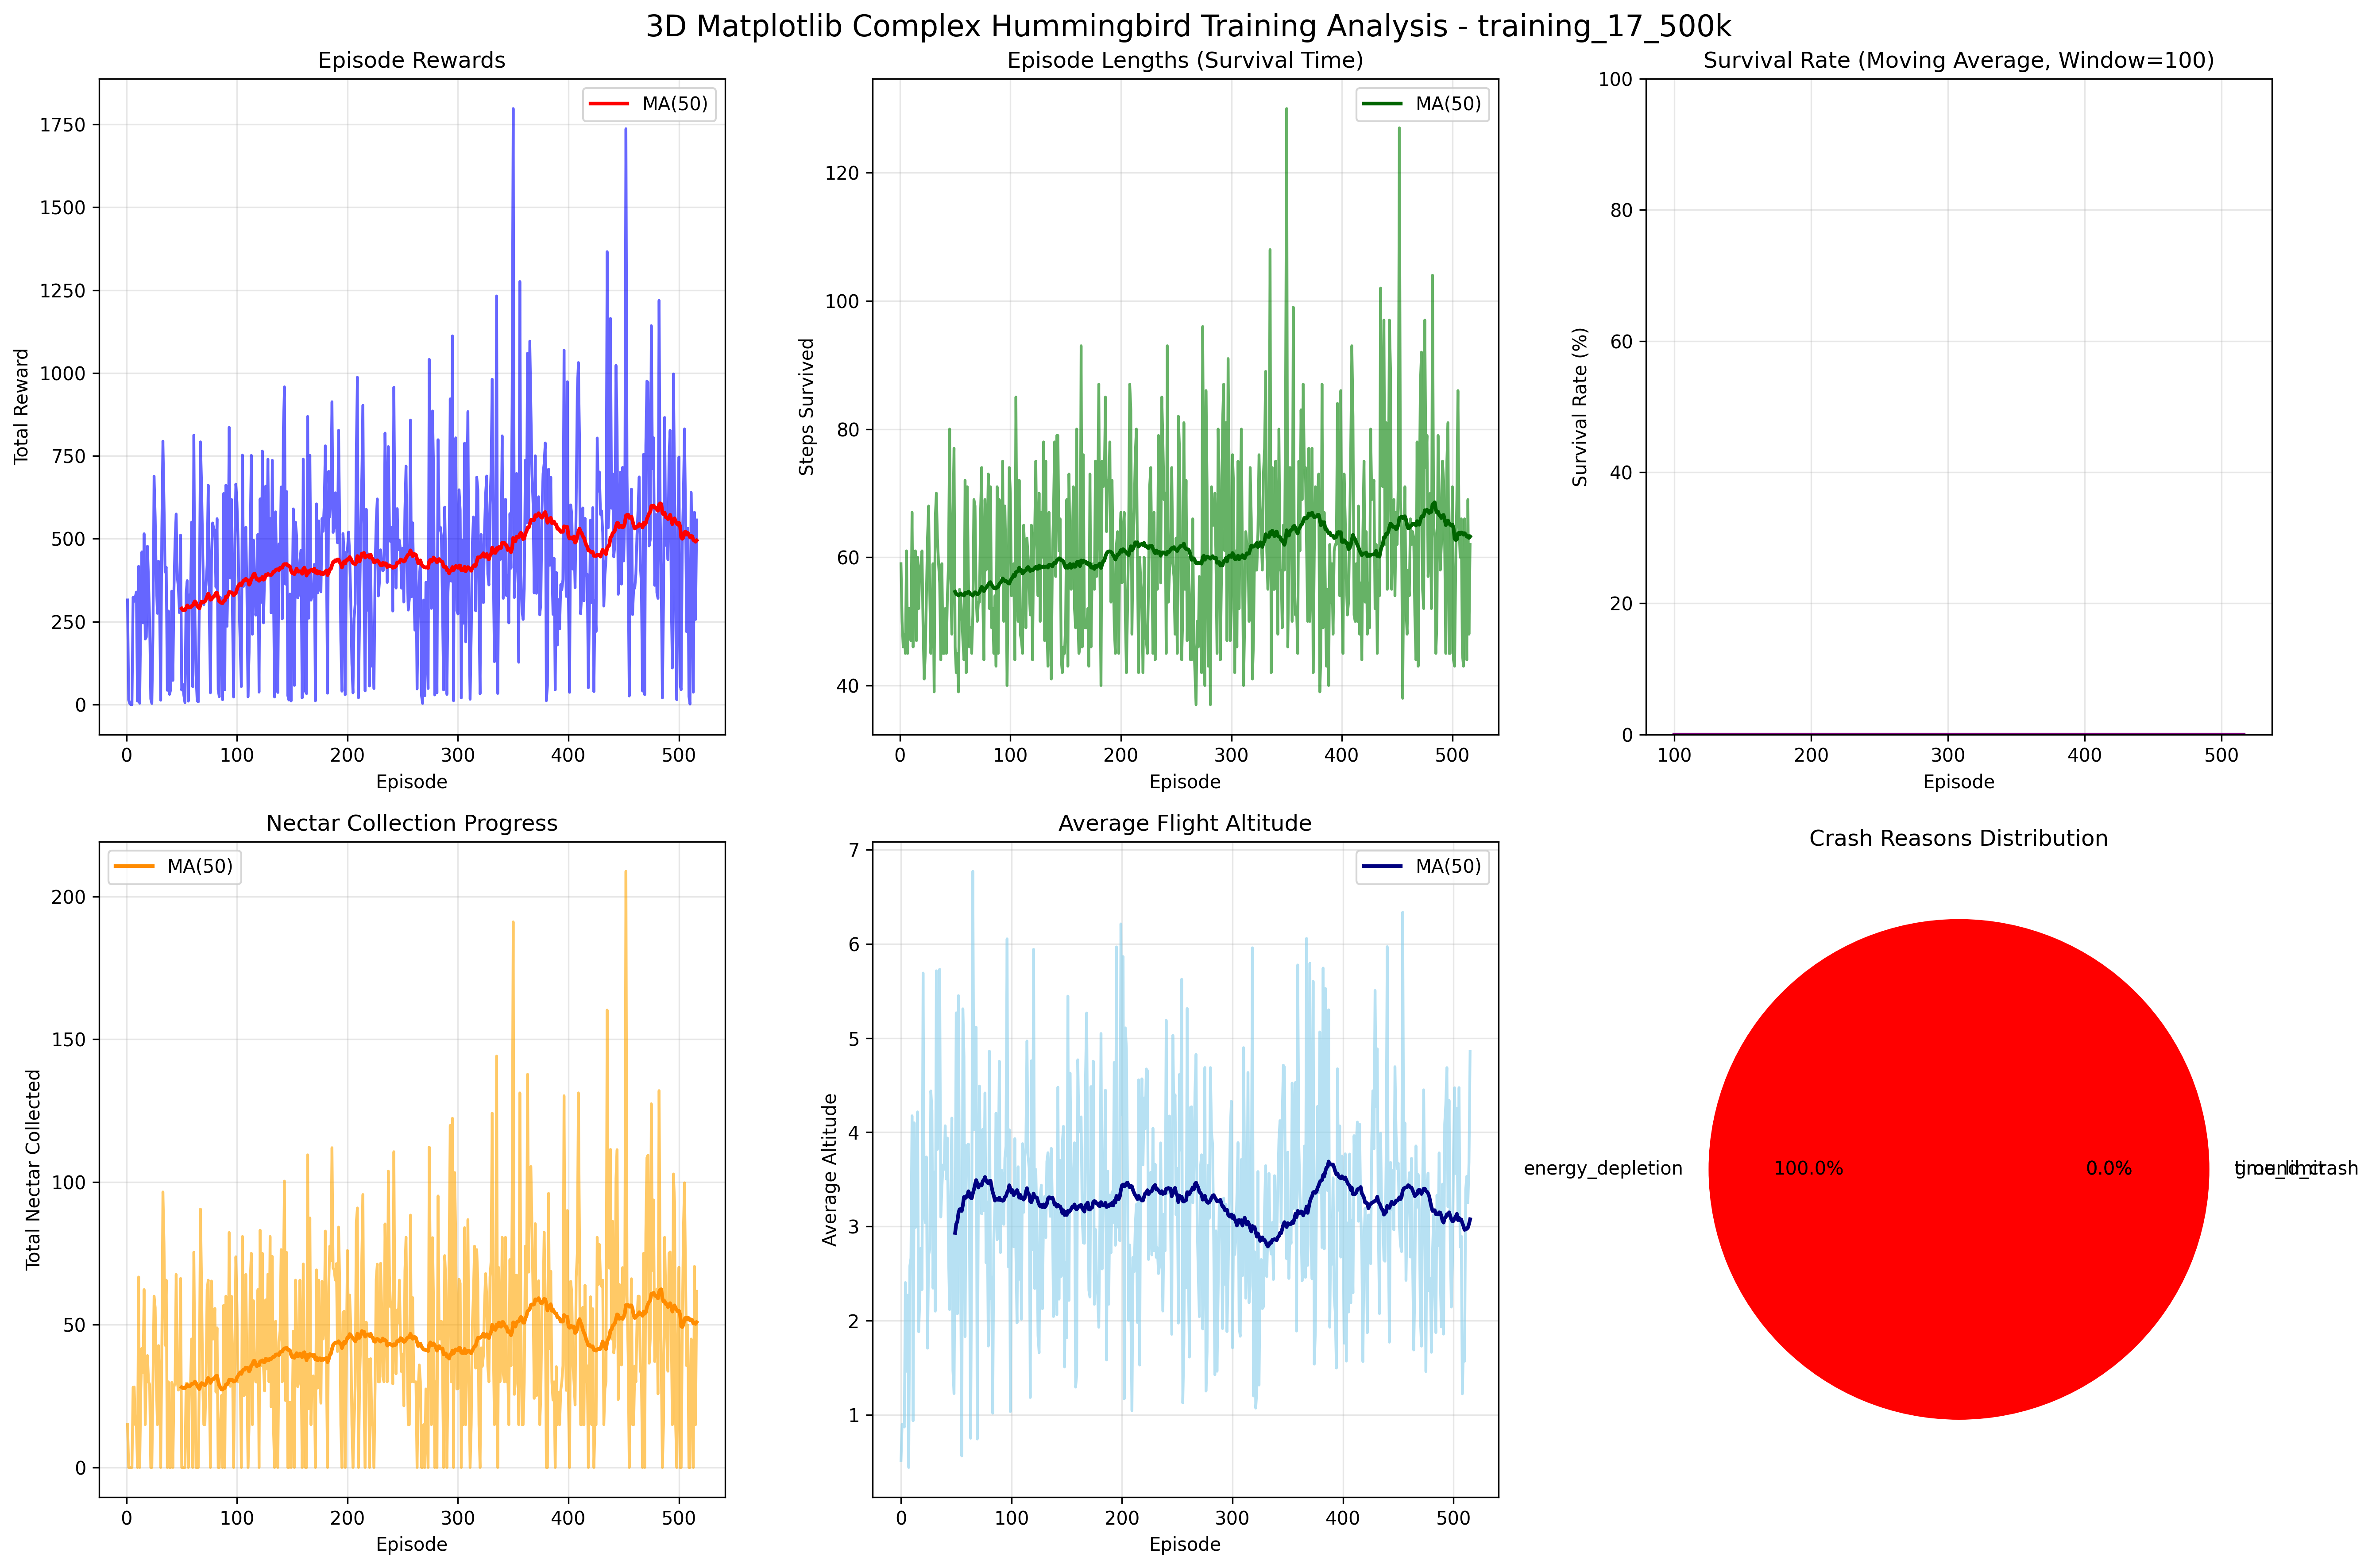 3D Matplotlib Complex Hummingbird Training Analysis - training_17_500k
Episode Rewards
MA(50)
Total Reward
1750
1500
1250
1000
750
500
250
0
0 100 200 300 400 500
Episode
Episode Lengths (Survival Time)
MA(50)
Steps Survived
120
100
80
60
40
0 100 200 300 400 500
Episode
Survival Rate (Moving Average, Window=100)
Survival Rate (%)
100
80
60
40
20
0
100 200 300 400 500
Episode
Nectar Collection Progress
MA(50)
Total Nectar Collected
200
150
100
50
0
0 100 200 300 400 500
Episode
Average Flight Altitude
MA(50)
Average Altitude
7
6
5
4
3
2
1
0 100 200 300 400 500
Episode
Crash Reasons Distribution
energy_depletion
100.0%
0.0%
ground_crash
time_limit